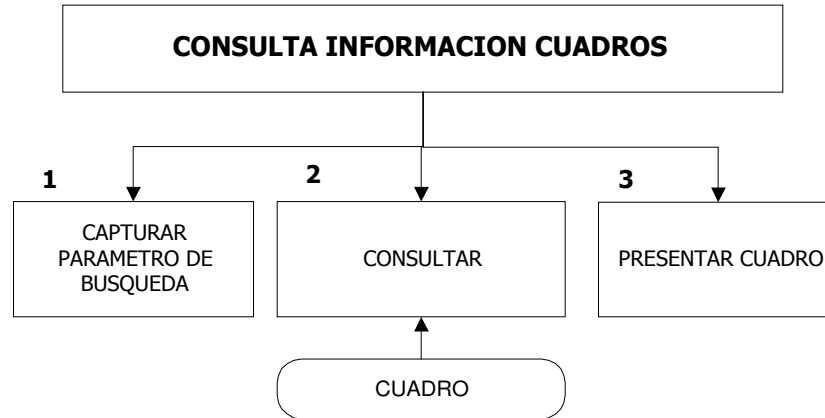 CONSULTA INFORMACION CUADROS
1
2
3
CAPTURAR
PARAMETRO DE
BUSQUEDA
CONSULTAR
PRESENTAR CUADRO
CUADRO